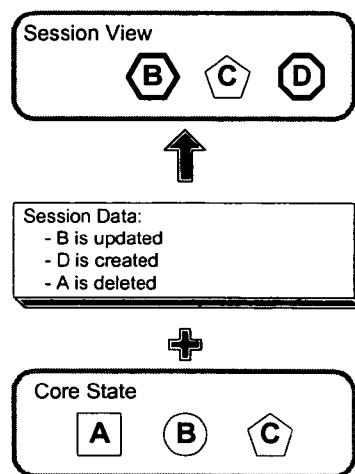 Session View
B C D
Session Data:
- B is updated
- D is created
- A is deleted
Core State
A B C